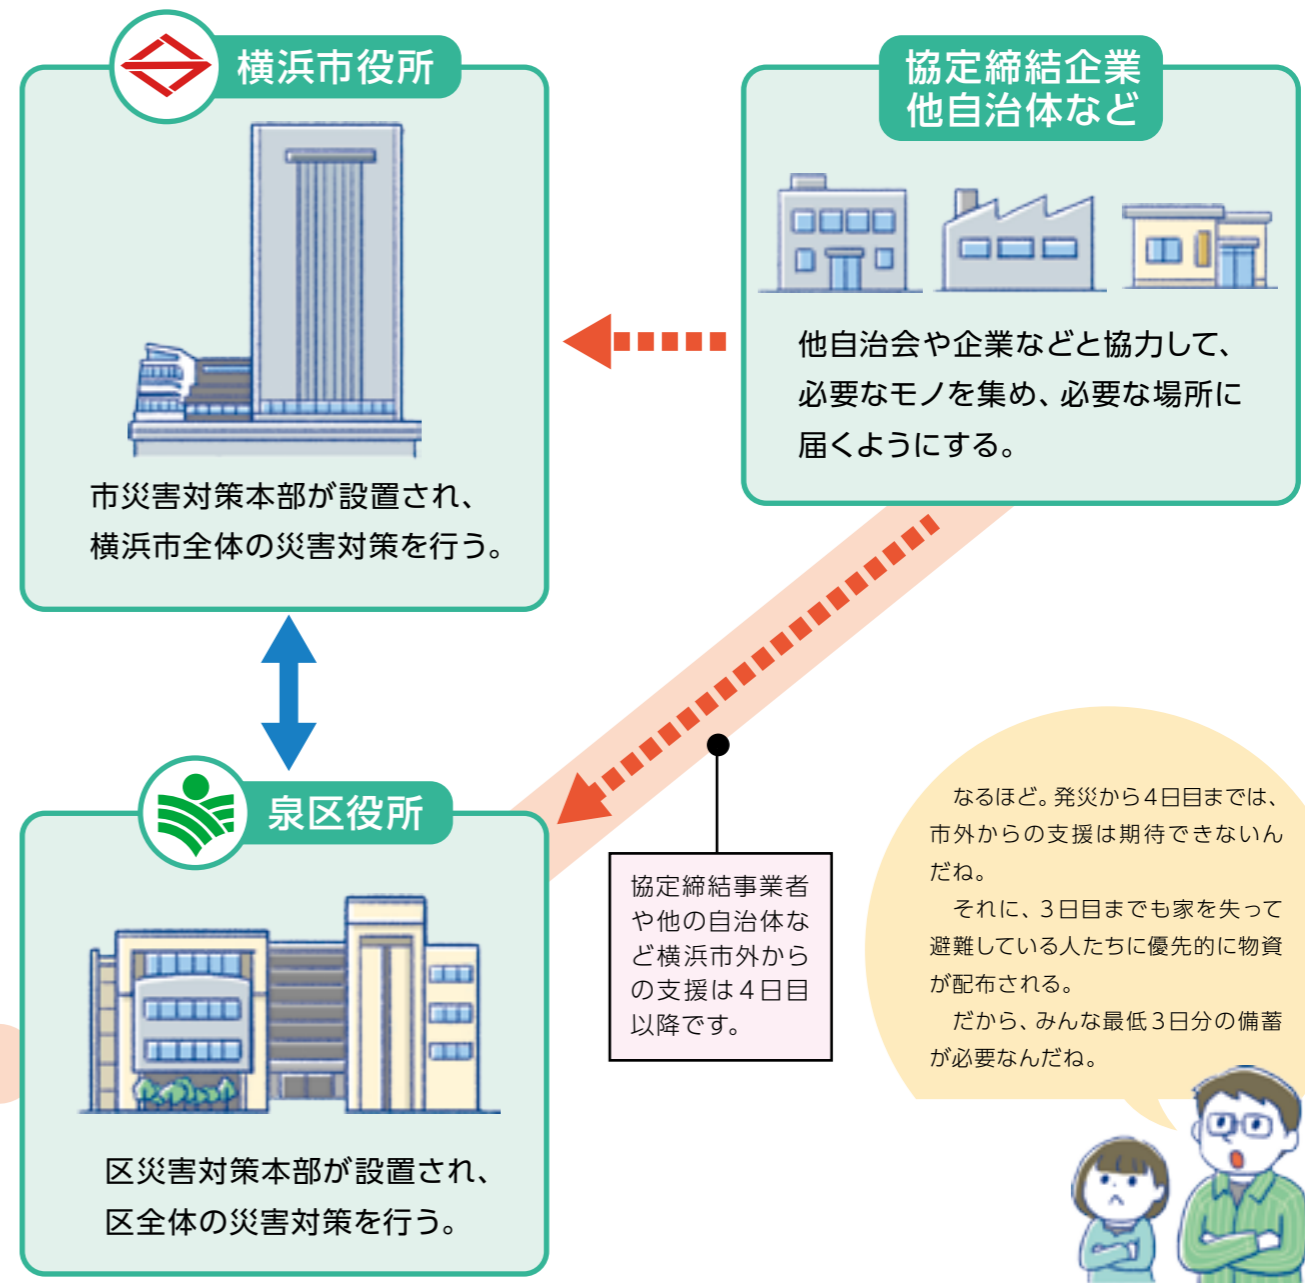 横浜市役所
市災害対策本部が設置され、
横浜市全体の災害対策を行う。
協定締結企業
他自治体など
他自治会や企業などと協力して、
必要なモノを集め、必要な場所に
届くようにする。
泉区役所
区災害対策本部が設置され、
区全体の災害対策を行う。
協定締結事業者
や他の自治体な
ど横浜市外から
の支援は4日目
以降です。
なるほど。発災から4日目までは、
市外からの支援は期待できないん
だね。
それに、3日目までも家を失って
避難している人たちに優先的に物資
が配布される。
だから、みんな最低3日分の備蓄
が必要なんだね。